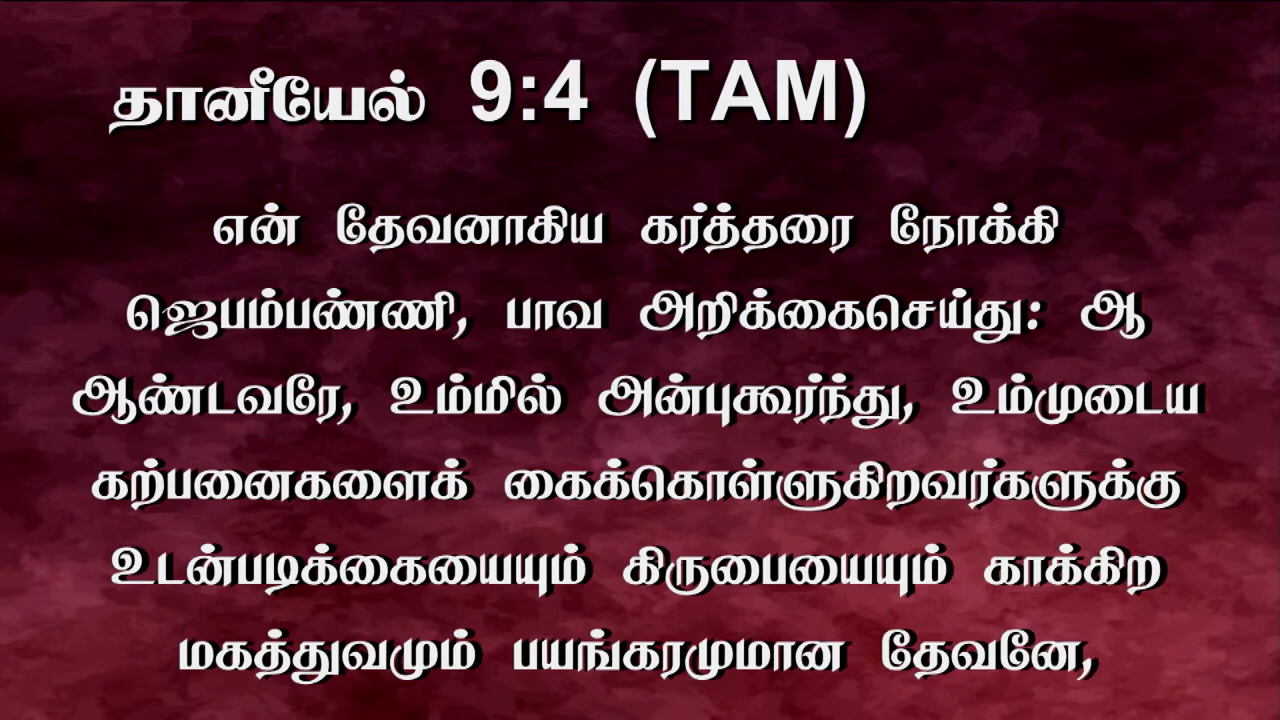 தானீயேல் 9:4 (TAM)
என் தேவனாகிய கர்த்தரை நோக்கி
ஜெபம்பண்ணி, பாவ அறிக்கைசெய்து: ஆ
ஆண்டவரே, உம்மில் அன்புகூர்ந்து, உம்முடைய
கற்பனைகளைக் கைக்கொள்ளுகிறவர்களுக்கு
உடன்படிக்கையையும் கிருபையையும் காக்கிற
மகத்துவமும் பயங்கரமுமான தேவனே,